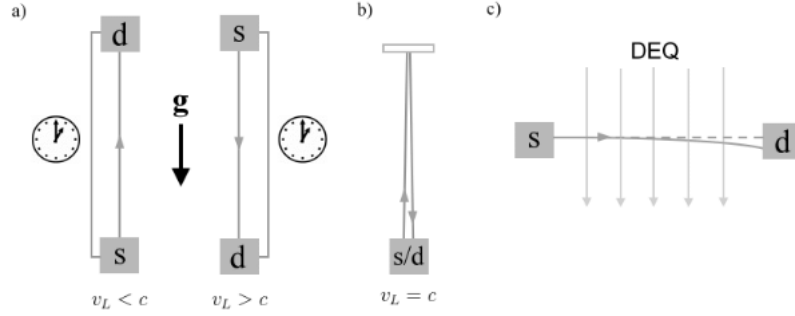 a)
d
s
g
s
d
v_L < c
v_L > c
b)
s/d
v_L = c
c)
DEQ
s
d